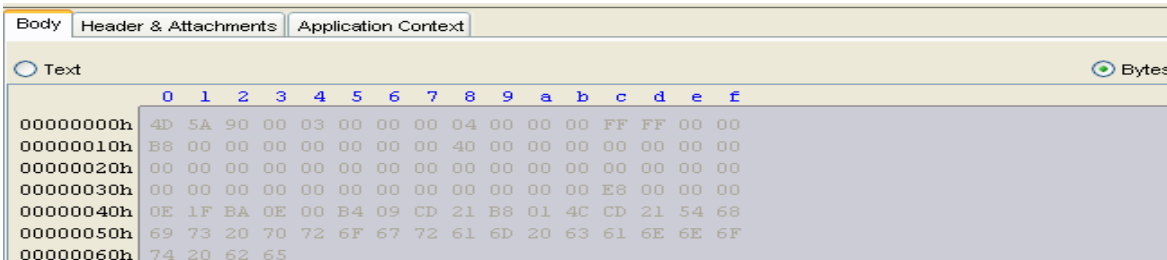 Body Header & Attachments Application Context
Text Bytes
0 1 2 3 4 5 6 7 8 9 a b c d e f
00000000h 4D 5A 90 00 03 00 00 00 04 00 00 00 FF FF 00 00
00000010h B8 00 00 00 00 00 00 00 40 00 00 00 00 00 00 00
00000020h 00 00 00 00 00 00 00 00 00 00 00 00 00 00 00 00
00000030h 00 00 00 00 00 00 00 00 00 00 00 00 E8 00 00 00
00000040h 0E 1F BA 0E 00 B4 09 CD 21 B8 01 4C CD 21 54 68
00000050h 69 73 20 70 72 6F 67 72 61 6D 20 63 61 6E 6E 6F
00000060h 74 20 62 65